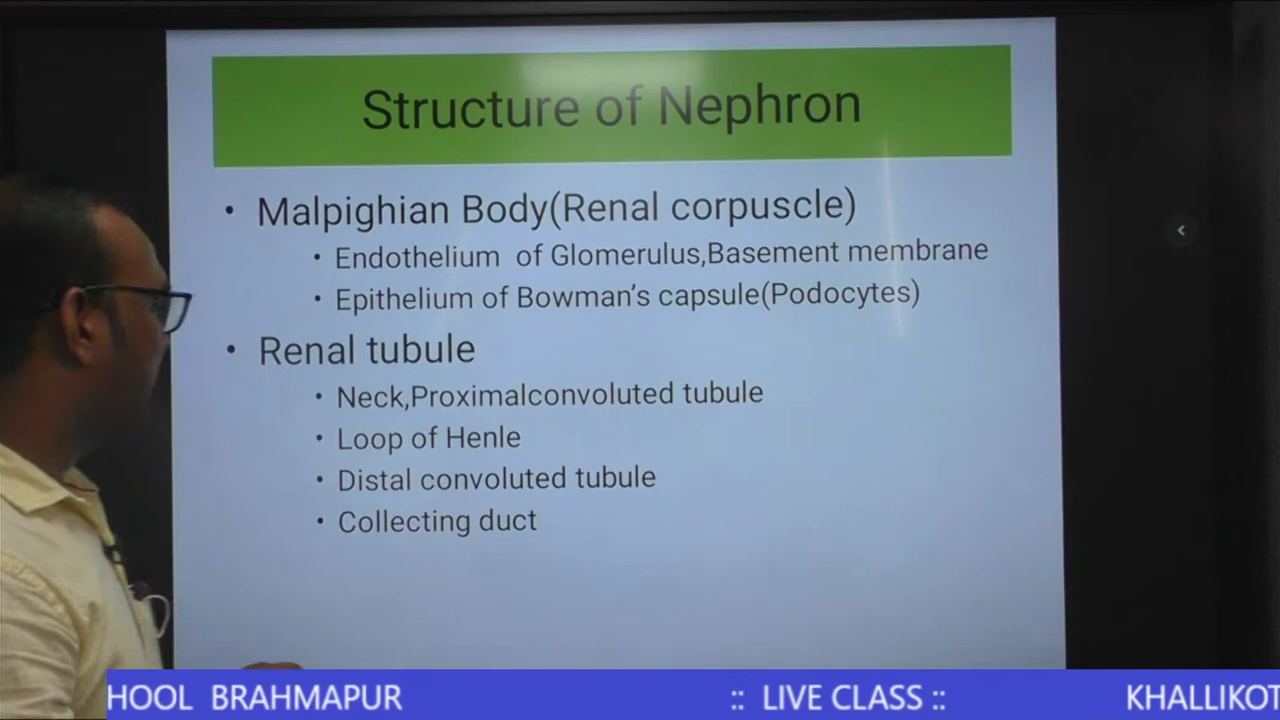 Structure of Nephron
• Malpighian Body(Renal corpuscle)
• Endothelium of Glomerulus,Basement membrane
• Epithelium of Bowman's capsule(Podocytes)
• Renal tubule
• Neck,Proximalconvoluted tubule
• Loop of Henle
• Distal convoluted tubule
• Collecting duct
HOOL BRAHMAPUR :: LIVE CLASS :: KHALLIKOT